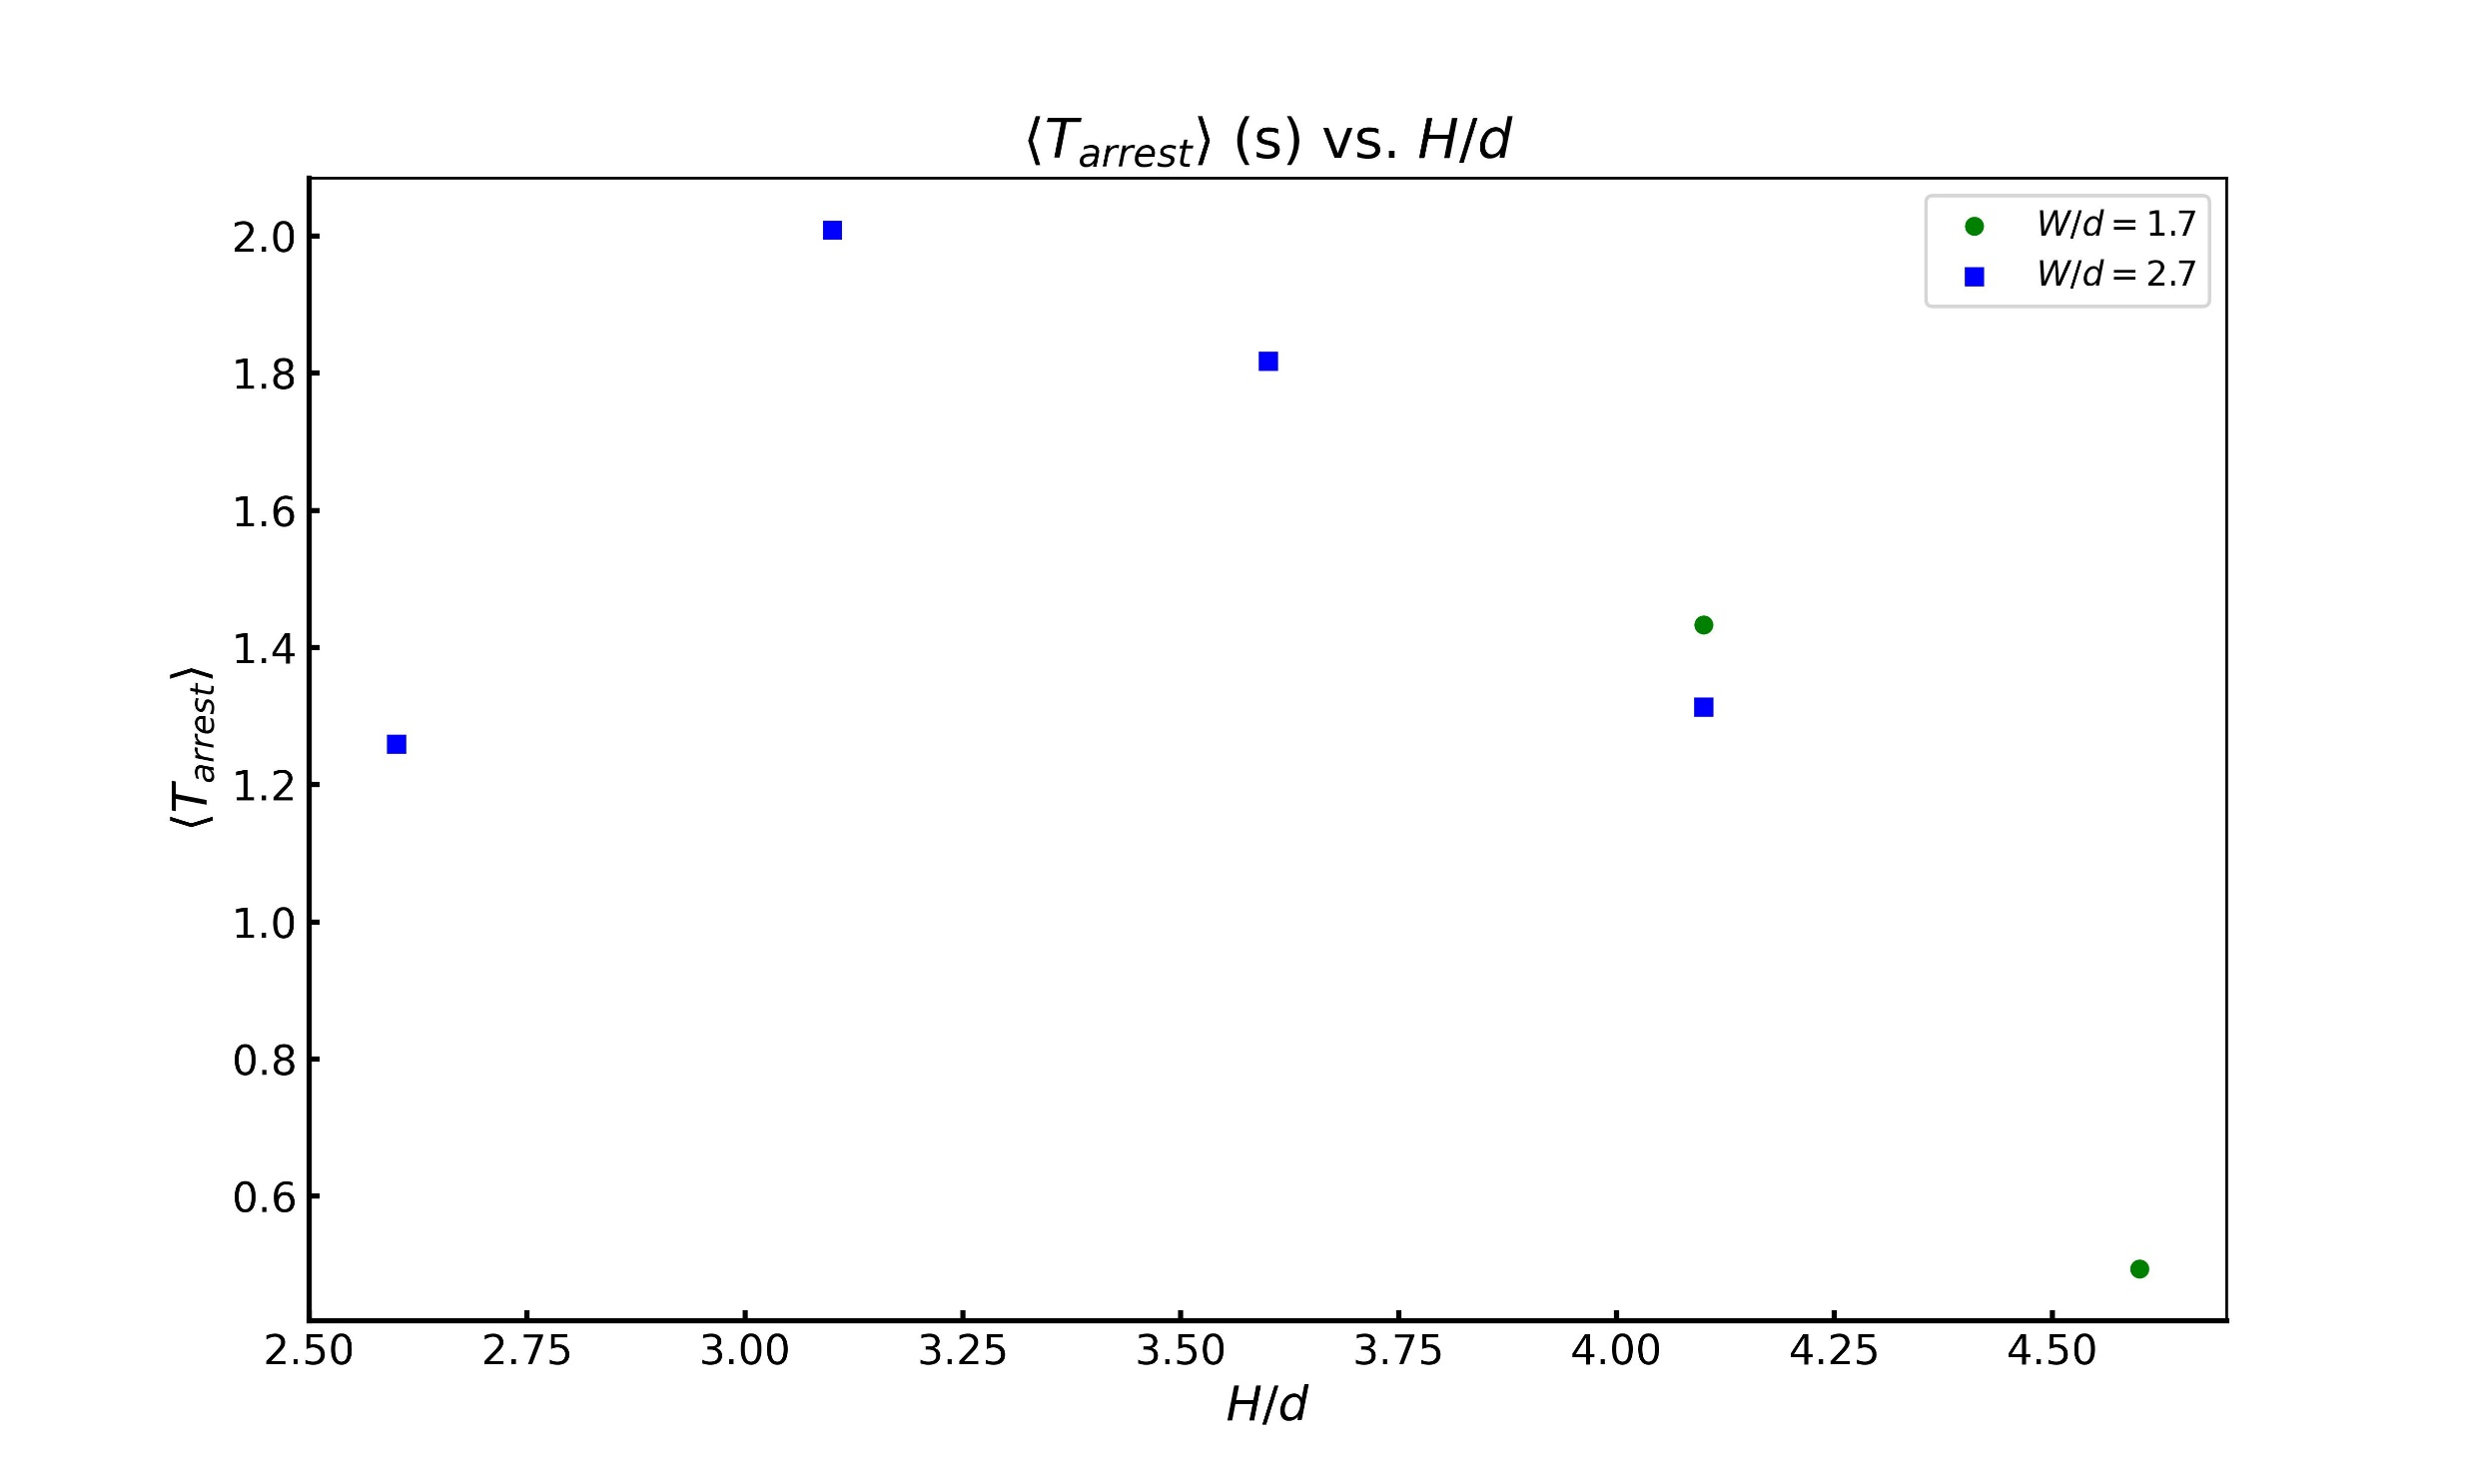 ⟨T_arrest⟩ (s) vs. H/d
W/d = 1.7
W/d = 2.7
⟨T_arrest⟩
2.0
1.8
1.6
1.4
1.2
1.0
0.8
0.6
2.50 2.75 3.00 3.25 3.50 3.75 4.00 4.25 4.50
H/d